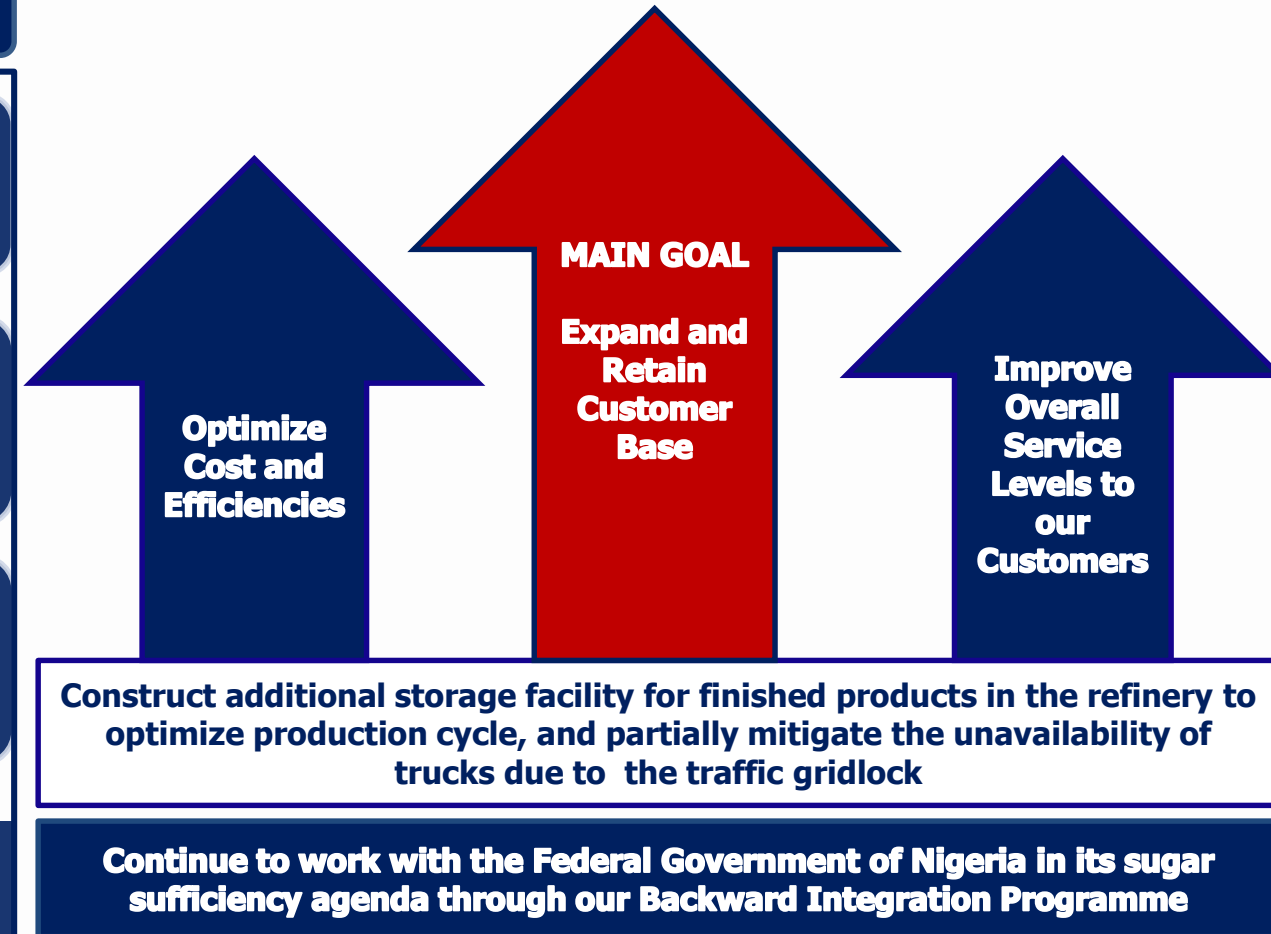 MAIN GOAL
Expand and
Retain
Customer
Base
Optimize
Cost and
Efficiencies
Improve
Overall
Service
Levels to
our
Customers
Construct additional storage facility for finished products in the refinery to
optimize production cycle, and partially mitigate the unavailability of
trucks due to the traffic gridlock
Continue to work with the Federal Government of Nigeria in its sugar
sufficiency agenda through our Backward Integration Programme